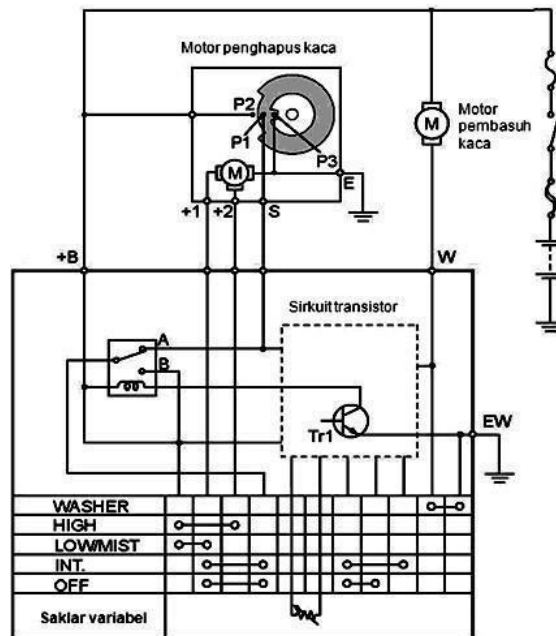 Motor penghapus kaca
P2
P1
P3
M
E
+1
+2
S
M
Motor
pembasuh
kaca
+B
W
Sirkuit transistor
A
B
Tr1
EW
WASHER
HIGH
LOW/MIST
INT.
OFF
Saklar variabel